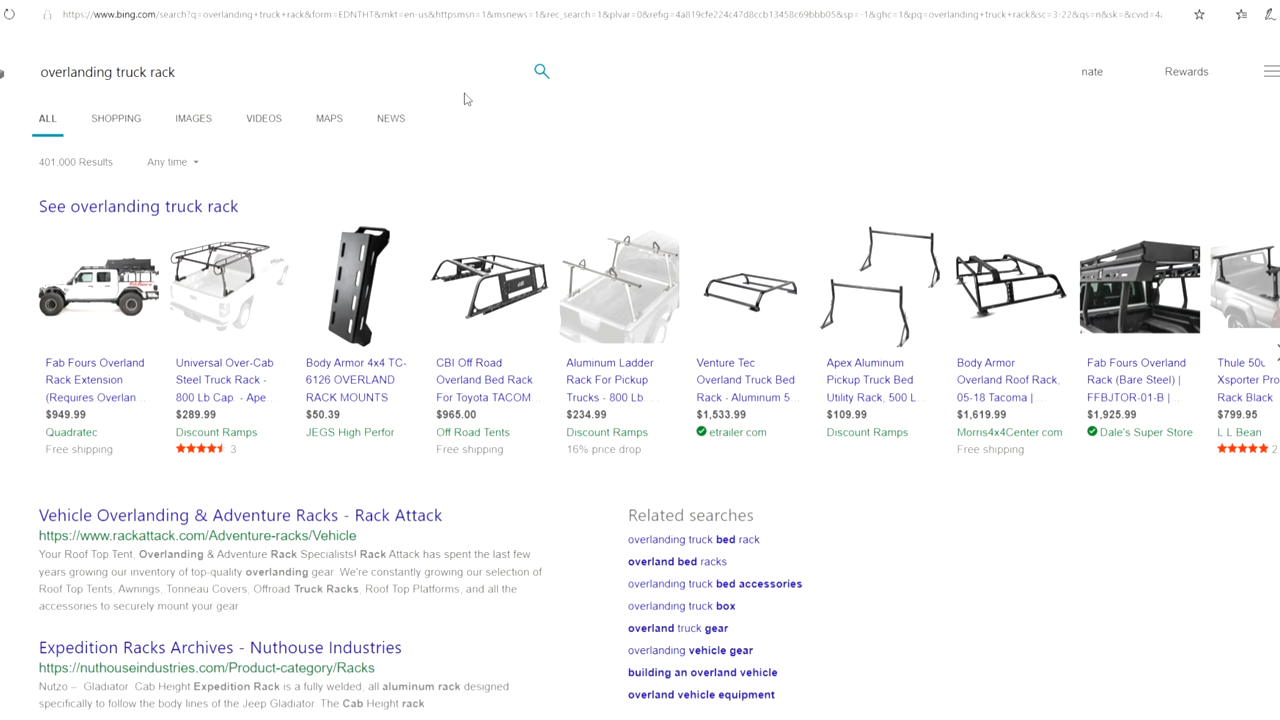 https://www.bing.com/search?q=overlanding+truck+rack&form=EDNTHT&mkt=en-us&httpsmsn=1&msnews=1&rec_search=1&plvar=0&refig=4a819cfe224c47d8ccb13458c69bbb05&sp=-1&ghc=1&pq=overlanding+truck+rack&sc=3-22&qs=n&sk=&cvid=4
overlanding truck rack
nate Rewards
ALL SHOPPING IMAGES VIDEOS MAPS NEWS
401,000 Results Any time
See overlanding truck rack
Fab Fours Overland
Rack Extension
(Requires Overlan...
$949.99
Quadratec
Free shipping
Universal Over-Cab
Steel Truck Rack -
800 Lb Cap. - Ape...
$289.99
Discount Ramps
3
Body Armor 4x4 TC-
6126 OVERLAND
RACK MOUNTS
$50.39
JEGS High Perfor
CBI Off Road
Overland Bed Rack
For Toyota TACOM...
$965.00
Off Road Tents
Free shipping
Aluminum Ladder
Rack For Pickup
Trucks - 800 Lb. ...
$234.99
Discount Ramps
16% price drop
Venture Tec
Overland Truck Bed
Rack - Aluminum 5...
$1,533.99
etrailer.com
Apex Aluminum
Pickup Truck Bed
Utility Rack, 500 L...
$109.99
Discount Ramps
Body Armor
Overland Roof Rack,
05-18 Tacoma | ...
$1,619.99
Morris4x4Center.com
Free shipping
Fab Fours Overland
Rack (Bare Steel) |
FFBJTOR-01-B | ...
$1,925.99
Dale's Super Store
Thule 500
Xsporter Pro
Rack Black
$799.95
L.L.Bean
2
Vehicle Overlanding & Adventure Racks - Rack Attack
https://www.rackattack.com/Adventure-racks/Vehicle
Your Roof Top Tent, Overlanding & Adventure Rack Specialists! Rack Attack has spent the last few
years growing our inventory of top-quality overlanding gear. We're constantly growing our selection of
Roof Top Tents, Awnings, Tonneau Covers, Offroad Truck Racks, Roof Top Platforms, and all the
accessories to securely mount your gear
Expedition Racks Archives - Nuthouse Industries
https://nuthouseindustries.com/Product-category/Racks
Nutzo – Gladiator Cab Height Expedition Rack is a fully welded, all aluminum rack designed
specifically to follow the body lines of the Jeep Gladiator. The Cab Height rack
Related searches
overlanding truck bed rack
overland bed racks
overlanding truck bed accessories
overlanding truck box
overland truck gear
overlanding vehicle gear
building an overland vehicle
overland vehicle equipment